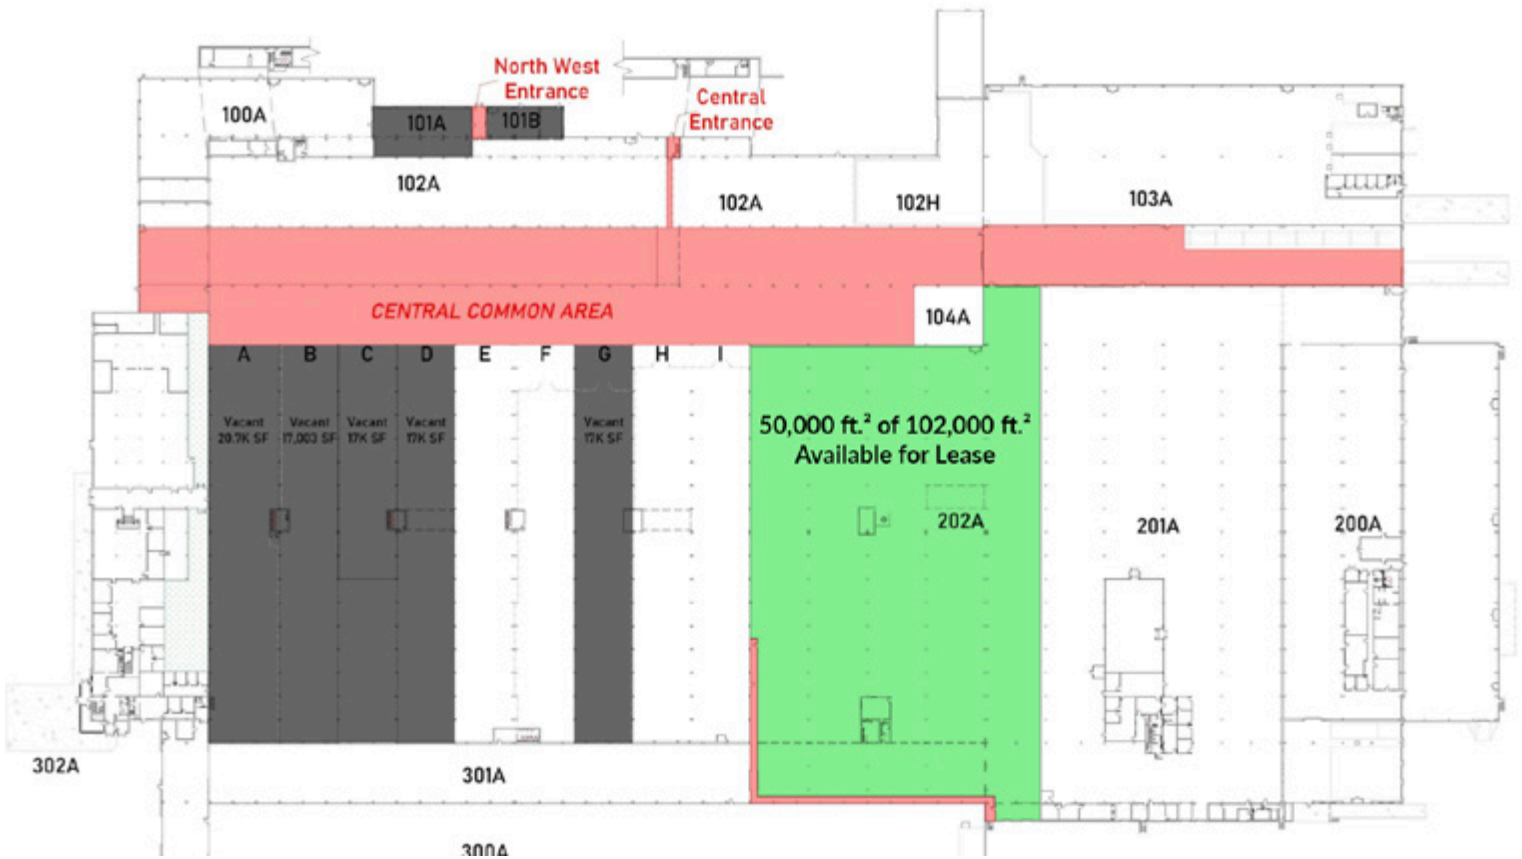 North West
Entrance
Central
Entrance
100A
101A
101B
102A
102A
102H
103A
CENTRAL COMMON AREA
104A
A
B
C
D
E
F
G
H
I
Vacant
20.7K SF
Vacant
17,003 SF
Vacant
17K SF
Vacant
17K SF
Vacant
17K SF
50,000 ft.² of 102,000 ft.²
Available for Lease
202A
201A
200A
302A
301A
300A